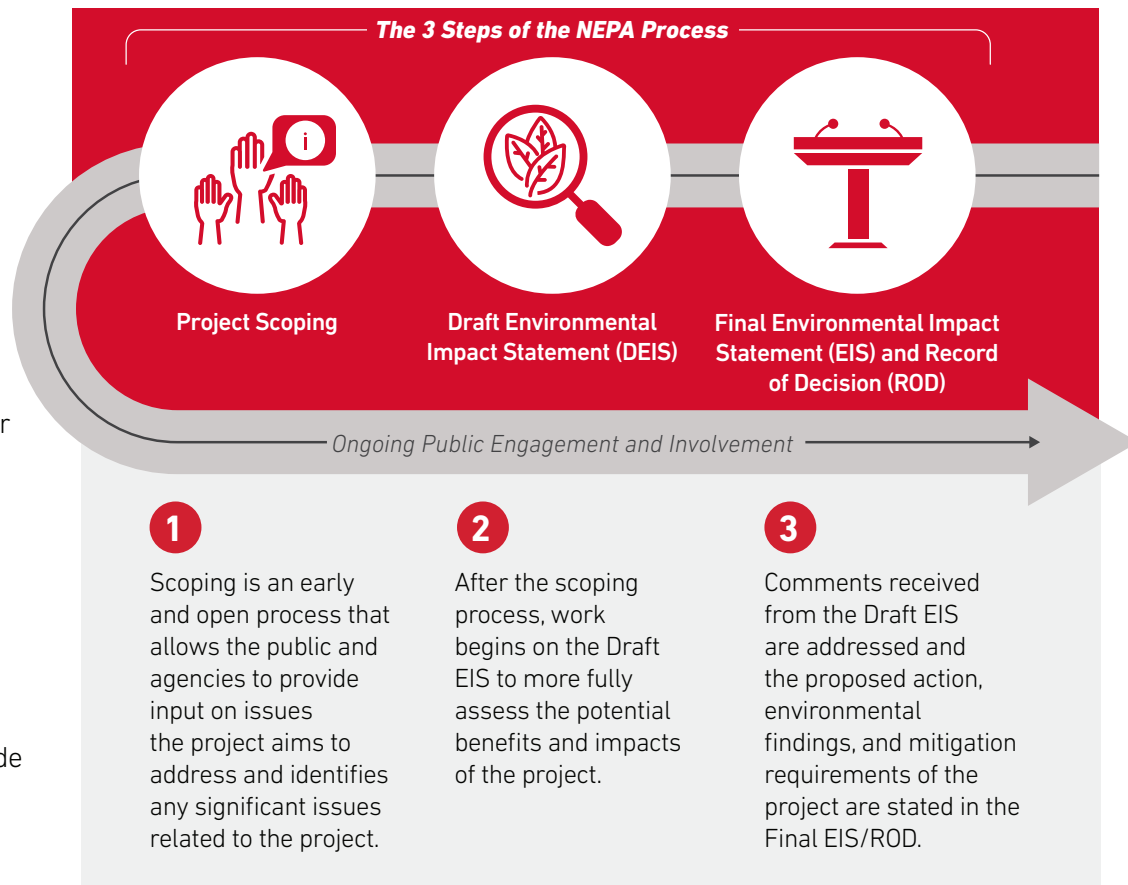 The 3 Steps of the NEPA Process
i
Project Scoping
Draft Environmental
Impact Statement (DEIS)
Final Environmental Impact
Statement (EIS) and Record
of Decision (ROD)
r
Ongoing Public Engagement and Involvement
1
Scoping is an early
and open process that
allows the public and
agencies to provide
input on issues
the project aims to
address and identifies
any significant issues
related to the project.
2
After the scoping
process, work
begins on the Draft
EIS to more fully
assess the potential
benefits and impacts
of the project.
3
Comments received
from the Draft EIS
are addressed and
the proposed action,
environmental
findings, and mitigation
requirements of the
project are stated in the
Final EIS/ROD.
de